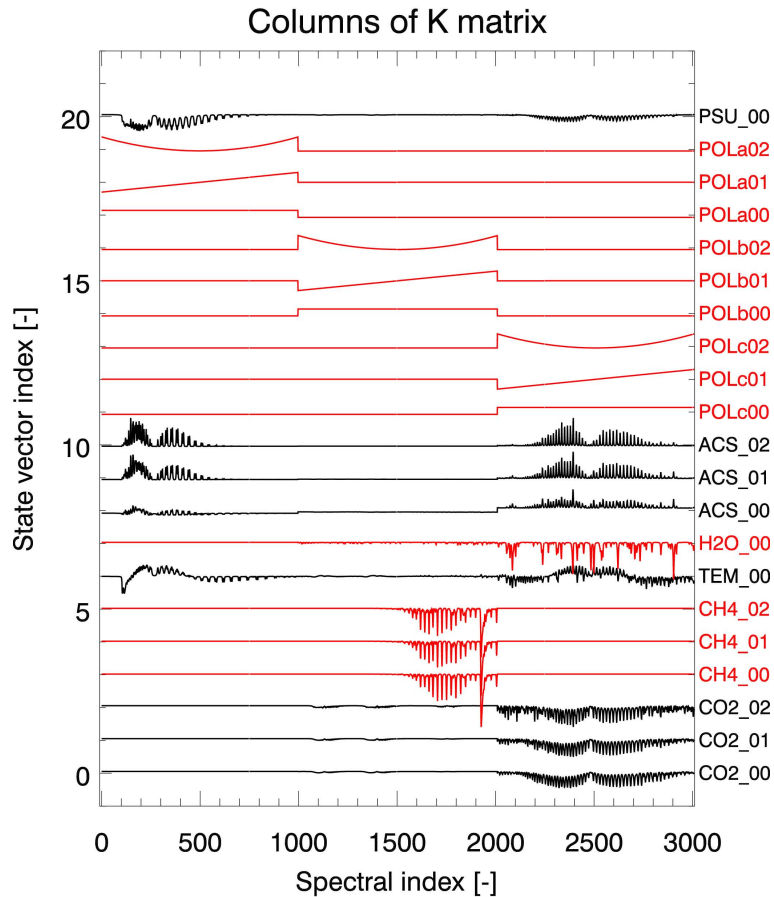 Columns of K matrix
State vector index [-]
20
15
10
5
0
PSU_00
POLa02
POLa01
POLa00
POLb02
POLb01
POLb00
POLc02
POLc01
POLc00
ACS_02
ACS_01
ACS_00
H2O_00
TEM_00
CH4_02
CH4_01
CH4_00
CO2_02
CO2_01
CO2_00
0 500 1000 1500 2000 2500 3000
Spectral index [-]